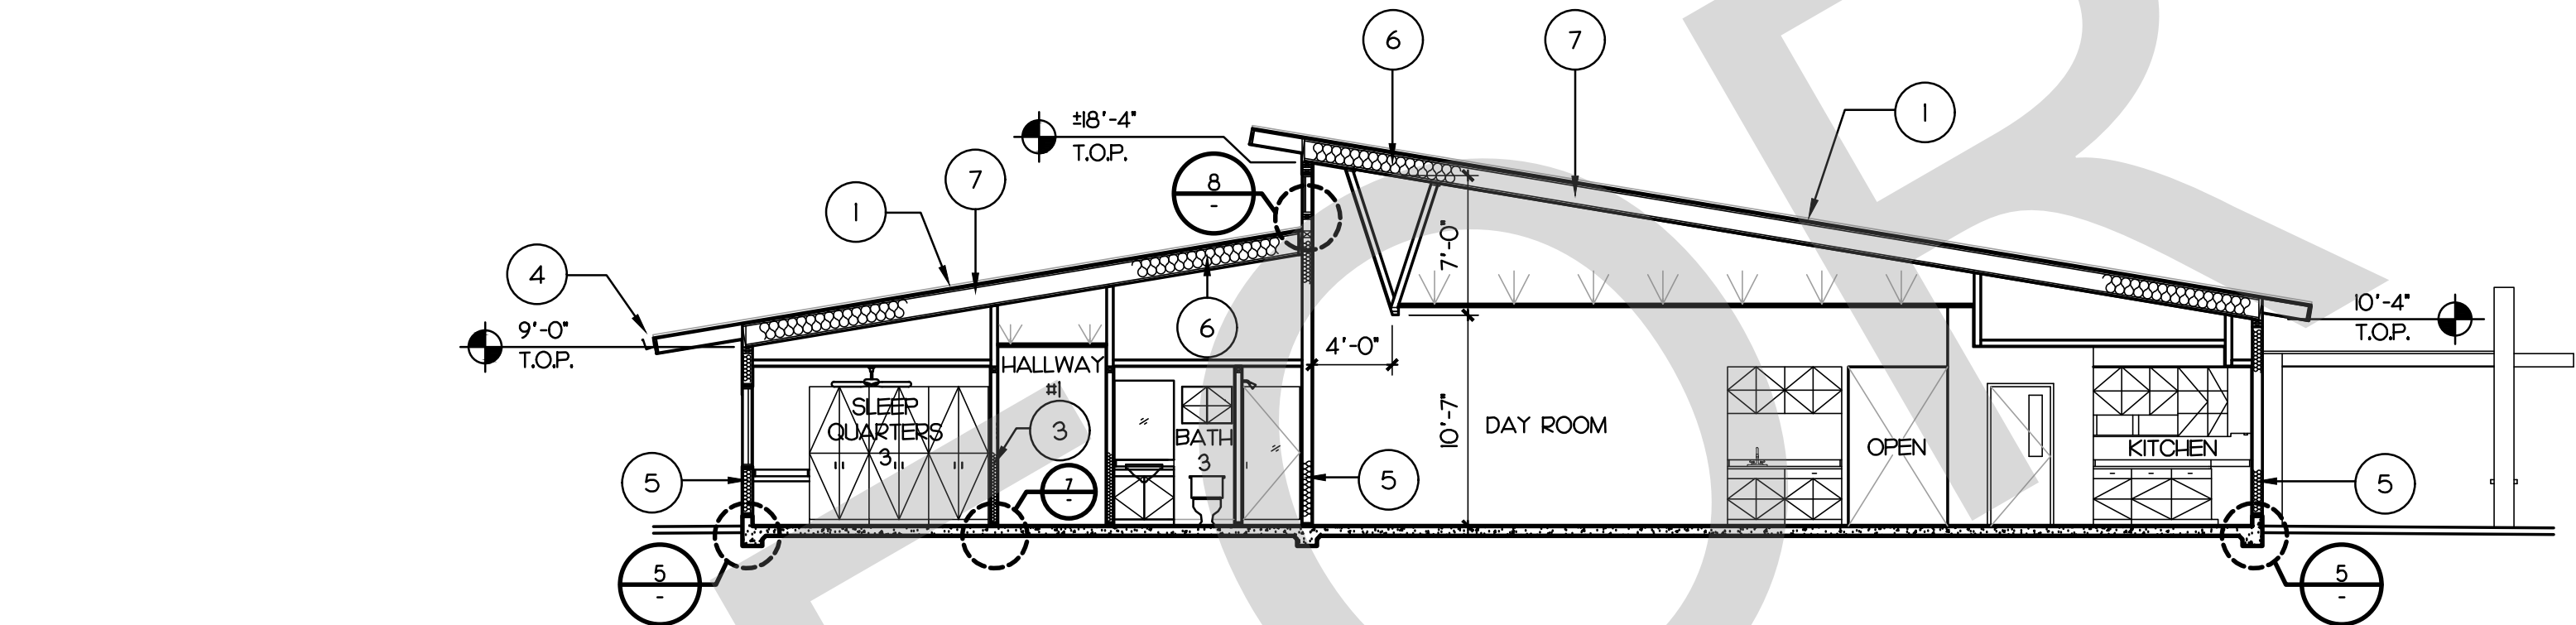 6
7
1
±18'-4"
T.O.P.
7
8
-
1
7'-0"
4
6
9'-0"
T.O.P.
10'-4"
T.O.P.
4'-0"
HALLWAY
#1
SLEEP
QUARTERS
3
3
BATH
3
10'-7"
DAY ROOM
OPEN
KITCHEN
5
7
-
5
5
5
-
5
-